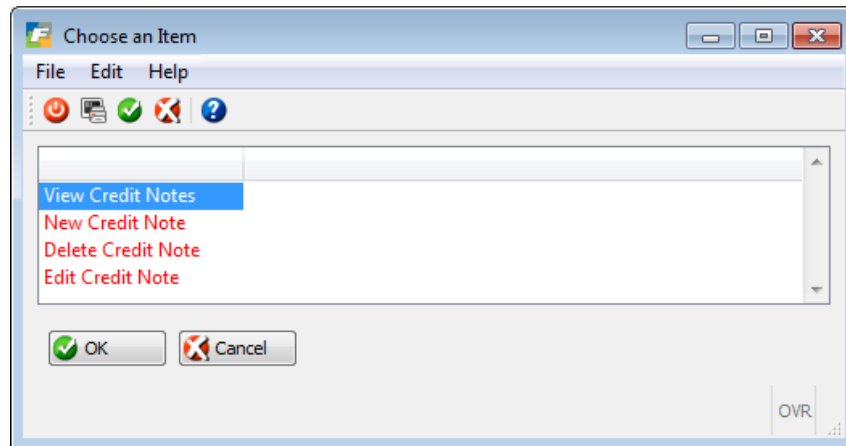 Choose an Item
File Edit Help
View Credit Notes
New Credit Note
Delete Credit Note
Edit Credit Note
OK Cancel
OVR